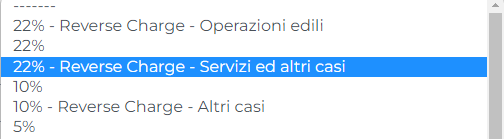 -------
22% - Reverse Charge - Operazioni edili
22%
22% - Reverse Charge - Servizi ed altri casi
10%
10% - Reverse Charge - Altri casi
5%